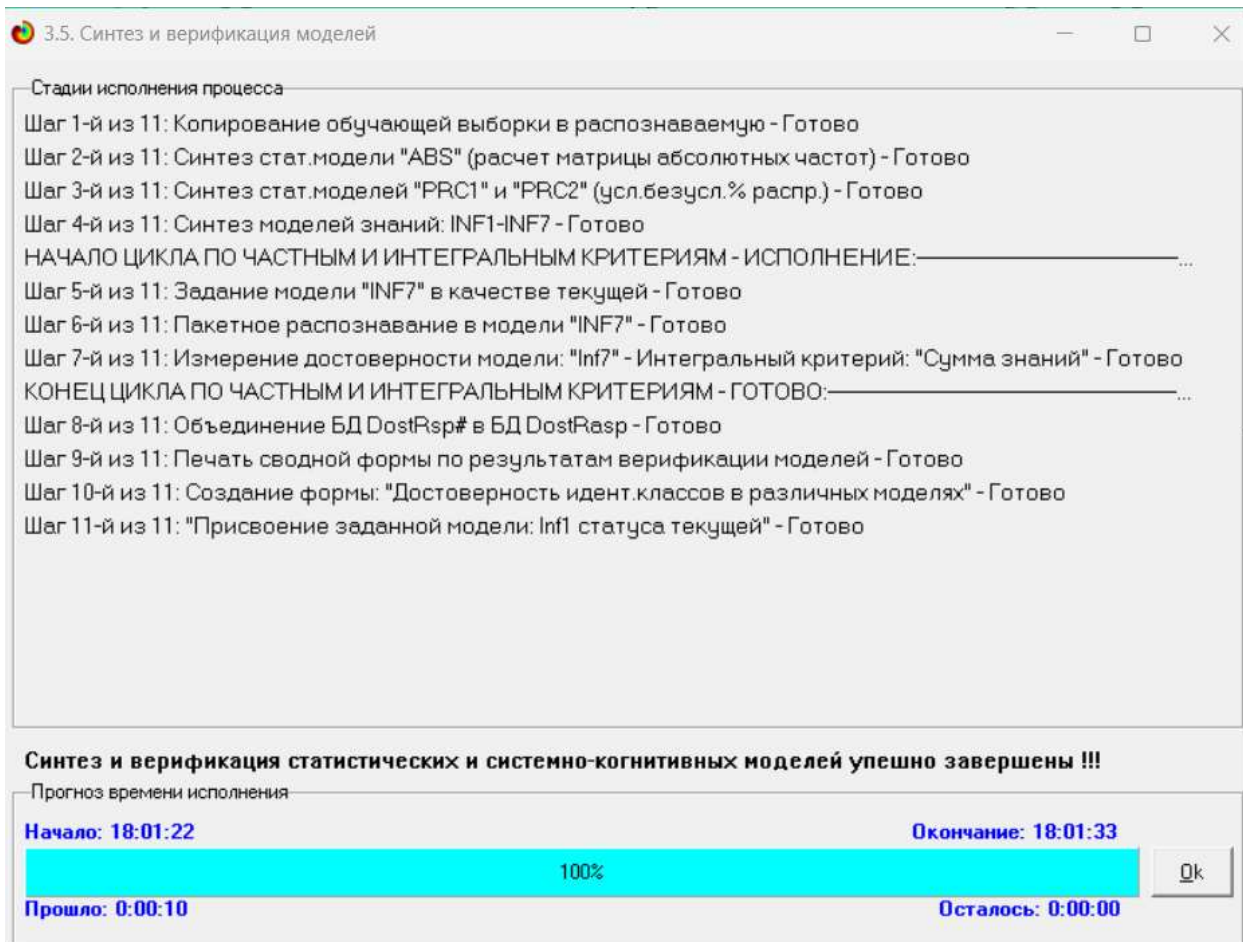 3.5. Синтез и верификация моделей
Стадии исполнения процесса
Шаг 1-й из 11: Копирование обучающей выборки в распознаваемую - Готово
Шаг 2-й из 11: Синтез стат.модели "ABS" (расчет матрицы абсолютных частот) - Готово
Шаг 3-й из 11: Синтез стат.моделей "PRC1" и "PRC2" (усл.безусл.% распр.) - Готово
Шаг 4-й из 11: Синтез моделей знаний: INF1-INF7 - Готово
НАЧАЛО ЦИКЛА ПО ЧАСТНЫМ И ИНТЕГРАЛЬНЫМ КРИТЕРИЯМ - ИСПОЛНЕНИЕ:————————...
Шаг 5-й из 11: Задание модели "INF7" в качестве текущей - Готово
Шаг 6-й из 11: Пакетное распознавание в модели "INF7" - Готово
Шаг 7-й из 11: Измерение достоверности модели: "Inf7" - Интегральный критерий: "Сумма знаний" - Готово
КОНЕЦ ЦИКЛА ПО ЧАСТНЫМ И ИНТЕГРАЛЬНЫМ КРИТЕРИЯМ - ГОТОВО:————————...
Шаг 8-й из 11: Объединение БД DostRsp# в БД DostRasp - Готово
Шаг 9-й из 11: Печать сводной формы по результатам верификации моделей - Готово
Шаг 10-й из 11: Создание формы: "Достоверность идент.классов в различных моделях" - Готово
Шаг 11-й из 11: "Присвоение заданной модели: Inf1 статуса текущей" - Готово
Синтез и верификация статистических и системно-когнитивных моделей упешно завершены !!!
Прогноз времени исполнения
Начало: 18:01:22 Окончание: 18:01:33
100% Ok
Прошло: 0:00:10 Осталось: 0:00:00